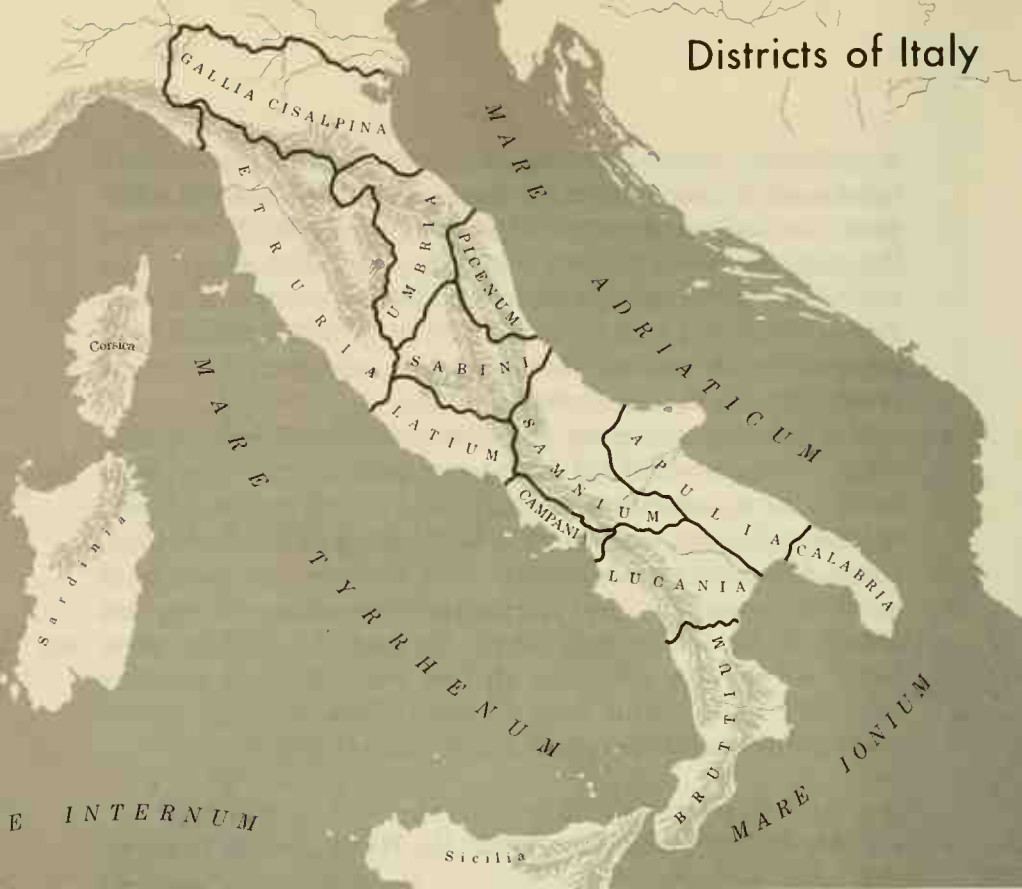 Districts of Italy
GALLIA CISALPINA
MARE ADRIATICUM
ETRURIA
UMBRIA
PICENUM
Corsica
SABINI
MARE TYRRHENUM
LATIUM
SAMNIUM
APULIA
CAMPANI
CALABRIA
Sardinia
LUCANIA
BRUTTIUM
MARE IONIUM
E INTERNUM
Sicilia